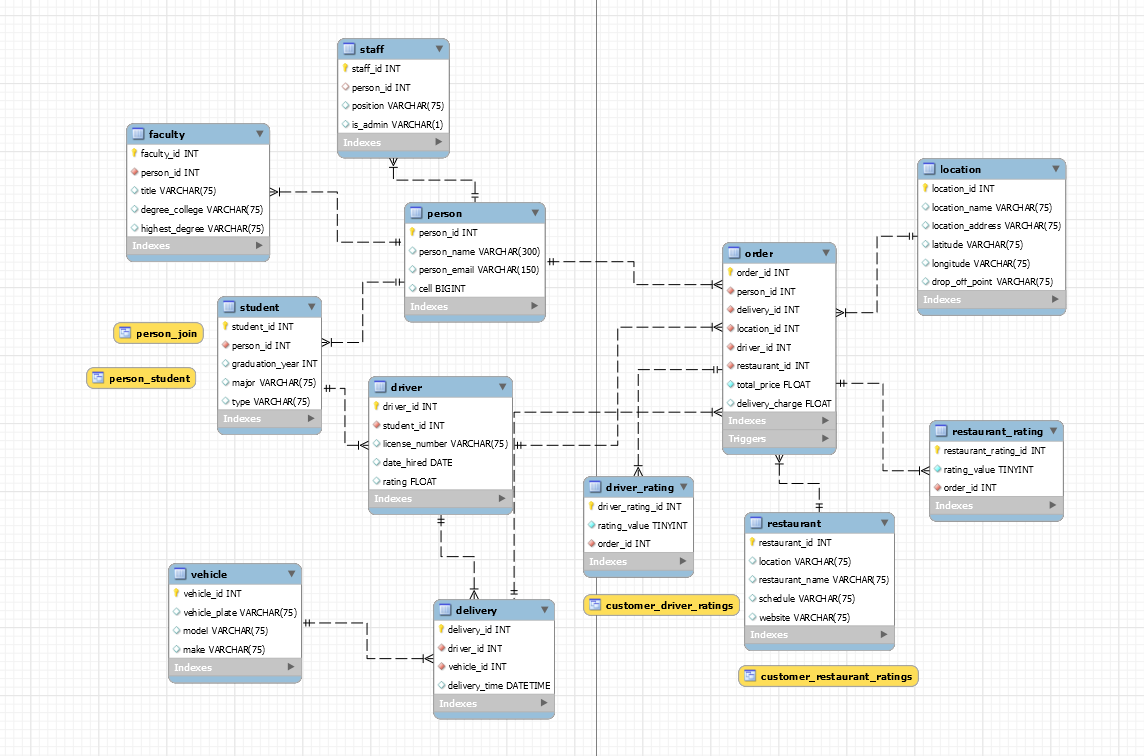 staff
staff_id INT
person_id INT
position VARCHAR(75)
is_admin VARCHAR(1)
Indexes
faculty
faculty_id INT
person_id INT
title VARCHAR(75)
degree_college VARCHAR(75)
highest_degree VARCHAR(75)
Indexes
person
person_id INT
person_name VARCHAR(300)
person_email VARCHAR(150)
cell BIGINT
Indexes
location
location_id INT
location_name VARCHAR(75)
location_address VARCHAR(75)
latitude VARCHAR(75)
longitude VARCHAR(75)
drop_off_point VARCHAR(75)
Indexes
order
order_id INT
person_id INT
delivery_id INT
location_id INT
driver_id INT
restaurant_id INT
total_price FLOAT
delivery_charge FLOAT
Indexes
Triggers
student
student_id INT
person_id INT
graduation_year INT
major VARCHAR(75)
type VARCHAR(75)
Indexes
person_join
person_student
driver
driver_id INT
student_id INT
license_number VARCHAR(75)
date_hired DATE
rating FLOAT
Indexes
restaurant_rating
restaurant_rating_id INT
rating_value TINYINT
order_id INT
Indexes
driver_rating
driver_rating_id INT
rating_value TINYINT
order_id INT
Indexes
restaurant
restaurant_id INT
location VARCHAR(75)
restaurant_name VARCHAR(75)
schedule VARCHAR(75)
website VARCHAR(75)
Indexes
vehicle
vehicle_id INT
vehicle_plate VARCHAR(75)
model VARCHAR(75)
make VARCHAR(75)
Indexes
delivery
delivery_id INT
driver_id INT
vehicle_id INT
delivery_time DATETIME
Indexes
customer_driver_ratings
customer_restaurant_ratings